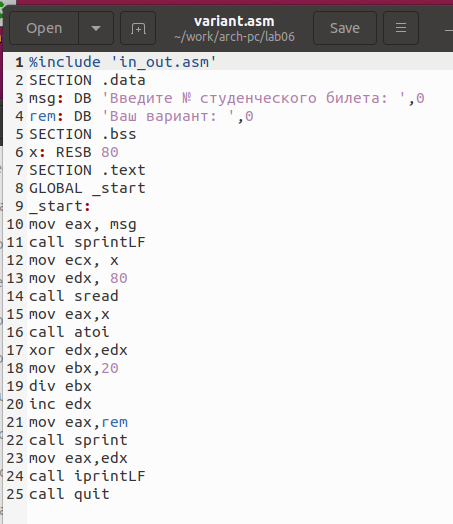 Open
variant.asm
~/work/arch-pc/lab06
Save
1 %include 'in_out.asm'
2 SECTION .data
3 msg: DB 'Введите № студенческого билета: ',0
4 rem: DB 'Ваш вариант: ',0
5 SECTION .bss
6 x: RESB 80
7 SECTION .text
8 GLOBAL _start
9 _start:
10 mov eax, msg
11 call sprintLF
12 mov ecx, x
13 mov edx, 80
14 call sread
15 mov eax,x
16 call atoi
17 xor edx,edx
18 mov ebx,20
19 div ebx
20 inc edx
21 mov eax,rem
22 call sprint
23 mov eax,edx
24 call iprintLF
25 call quit